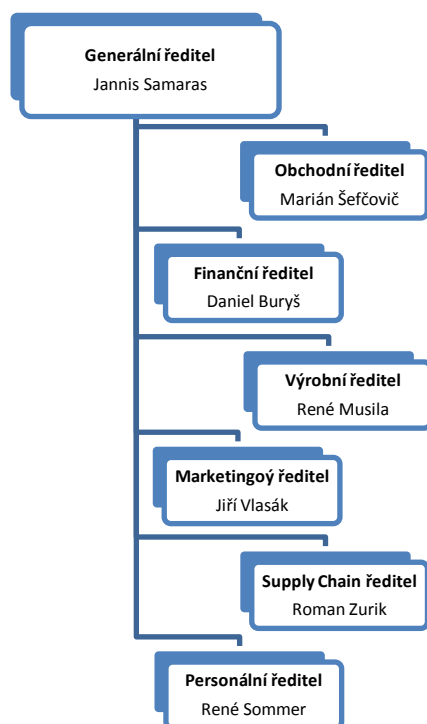 Generální ředitel
Jannis Samaras
Obchodní ředitel
Marián Šefčovič
Finanční ředitel
Daniel Buryš
Výrobní ředitel
René Musila
Marketingoý ředitel
Jiří Vlasák
Supply Chain ředitel
Roman Zurik
Personální ředitel
René Sommer